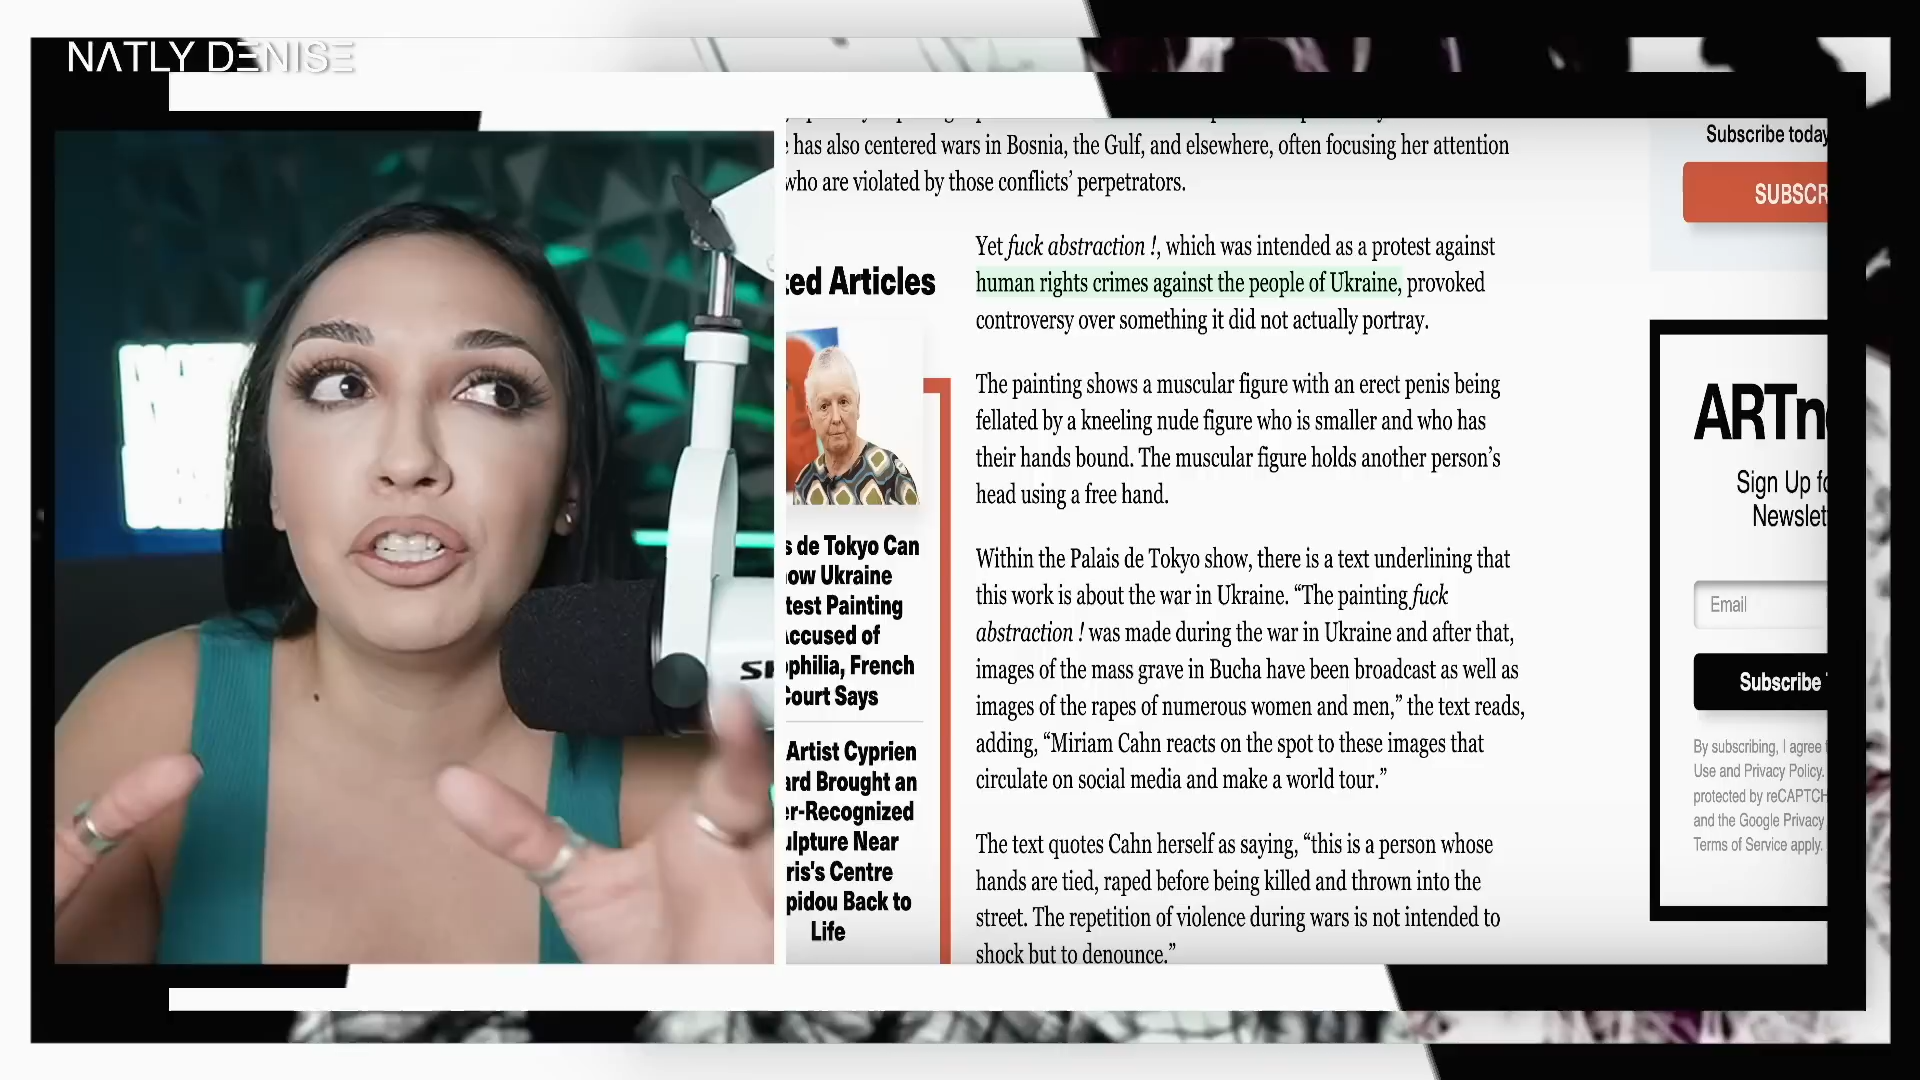 NATLY DENISE
has also centered wars in Bosnia, the Gulf, and elsewhere, often focusing her attention
who are violated by those conflicts’ perpetrators.
Yet fuck abstraction !, which was intended as a protest against
human rights crimes against the people of Ukraine, provoked
controversy over something it did not actually portray.
The painting shows a muscular figure with an erect penis being
fellated by a kneeling nude figure who is smaller and who has
their hands bound. The muscular figure holds another person’s
head using a free hand.
Within the Palais de Tokyo show, there is a text underlining that
this work is about the war in Ukraine. “The painting fuck
abstraction ! was made during the war in Ukraine and after that,
images of the mass grave in Bucha have been broadcast as well as
images of the rapes of numerous women and men,” the text reads,
adding, “Miriam Cahn reacts on the spot to these images that
circulate on social media and make a world tour.”
The text quotes Cahn herself as saying, “this is a person whose
hands are tied, raped before being killed and thrown into the
street. The repetition of violence during wars is not intended to
shock but to denounce.”
ted Articles
s de Tokyo Can
ow Ukraine
test Painting
ccused of
ophilia, French
Court Says
Artist Cyprien
ard Brought an
er-Recognized
ulpture Near
ris's Centre
pidou Back to
Life
Subscribe today
SUBSCR
ARTn
Sign Up fo
Newslet
Email
Subscribe
By subscribing, I agree
Use and Privacy Policy.
protected by reCAPTCH
and the Google Privacy
Terms of Service apply.